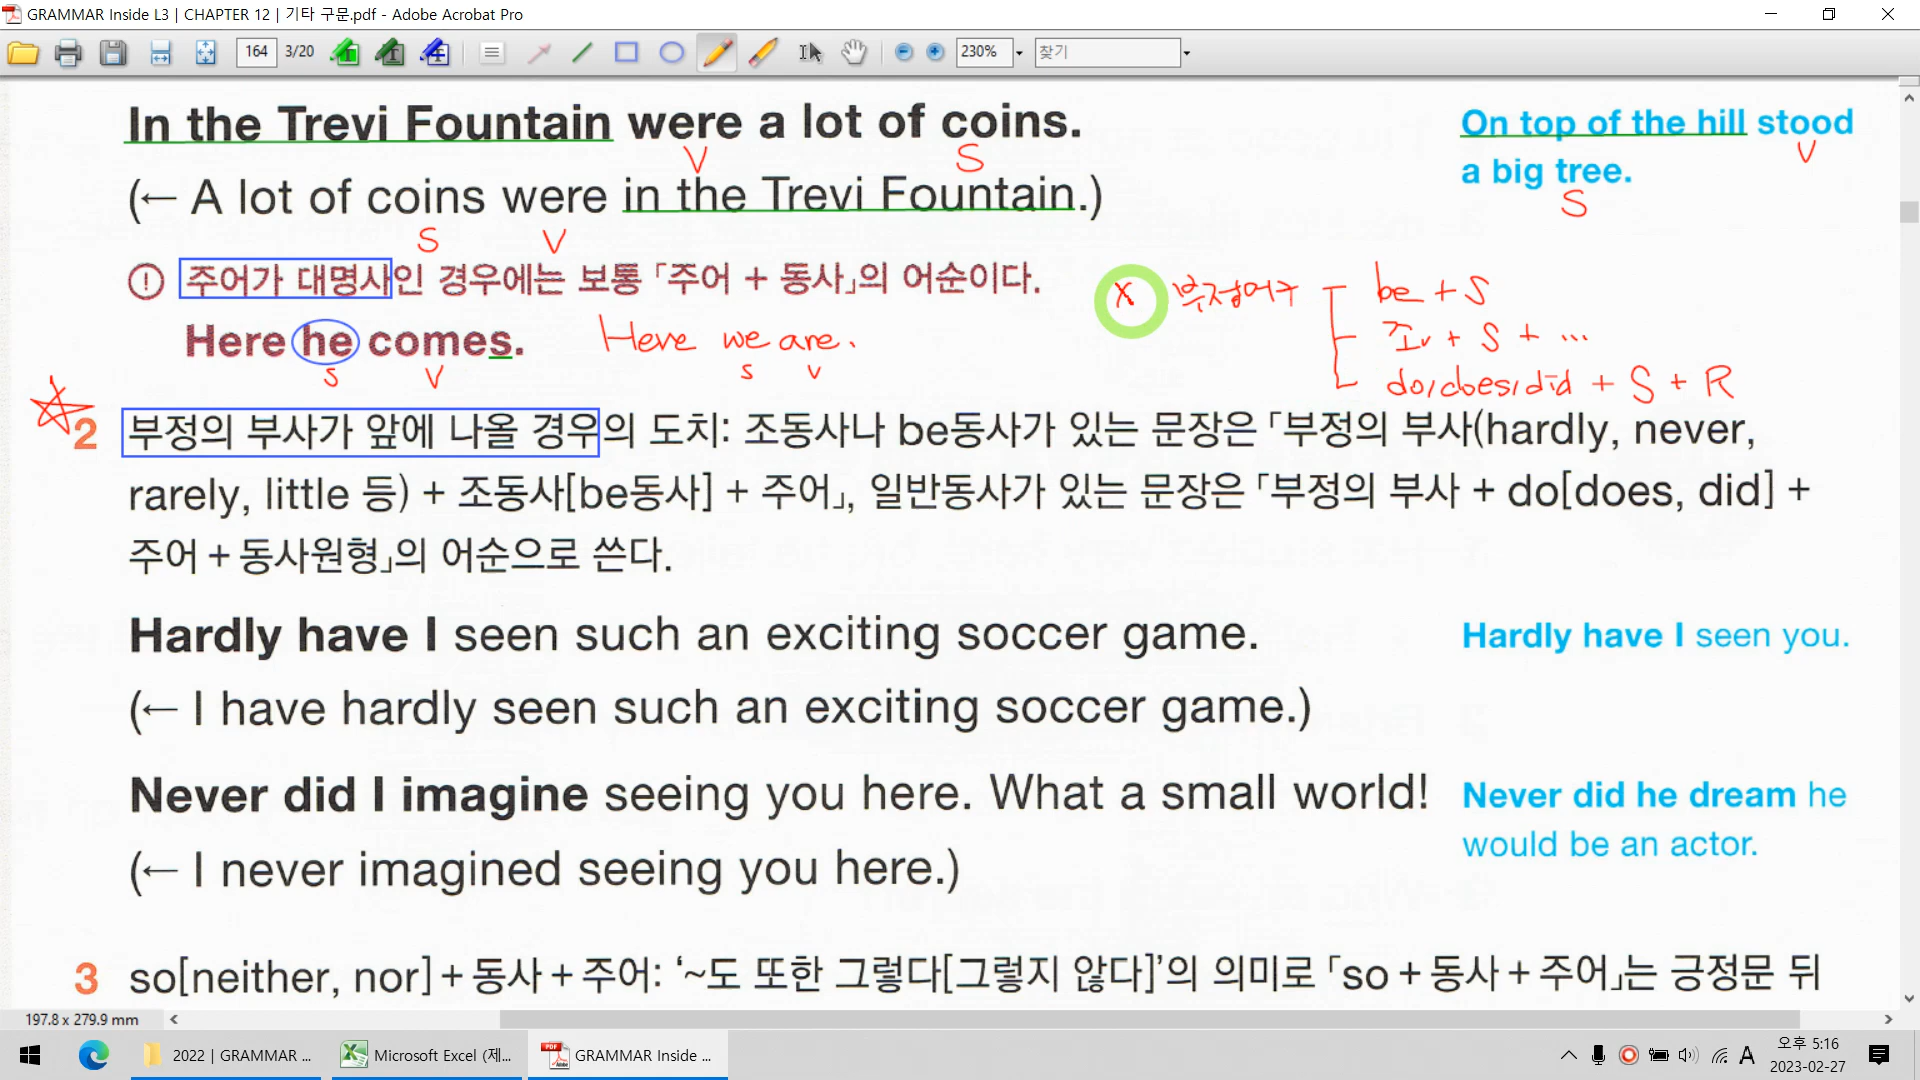 GRAMMAR Inside L3 | CHAPTER 12 | 기타 구문.pdf - Adobe Acrobat Pro
164 3/20 230% 찾기
In the Trevi Fountain were a lot of coins.
V S
(← A lot of coins were in the Trevi Fountain.)
S V
On top of the hill stood
V
a big tree.
S
! 주어가 대명사인 경우에는 보통 「주어 + 동사」의 어순이다.
Here he comes.
S V
Here we are.
S V
X 부정어구
be + S
조v + S + ...
do/does/did + S + R
2 부정의 부사가 앞에 나올 경우의 도치: 조동사나 be동사가 있는 문장은 「부정의 부사(hardly, never,
rarely, little 등) + 조동사[be동사] + 주어」, 일반동사가 있는 문장은 「부정의 부사 + do[does, did] +
주어 + 동사원형」의 어순으로 쓴다.
Hardly have I seen such an exciting soccer game.
Hardly have I seen you.
(← I have hardly seen such an exciting soccer game.)
Never did I imagine seeing you here. What a small world!
Never did he dream he
would be an actor.
(← I never imagined seeing you here.)
3 so[neither, nor] + 동사 + 주어: ‘~도 또한 그렇다[그렇지 않다]’의 의미로 「so + 동사 + 주어」는 긍정문 뒤
197.8 x 279.9 mm
2022 | GRAMMAR ...
Microsoft Excel (제...
GRAMMAR Inside ...
A
오후 5:16
2023-02-27